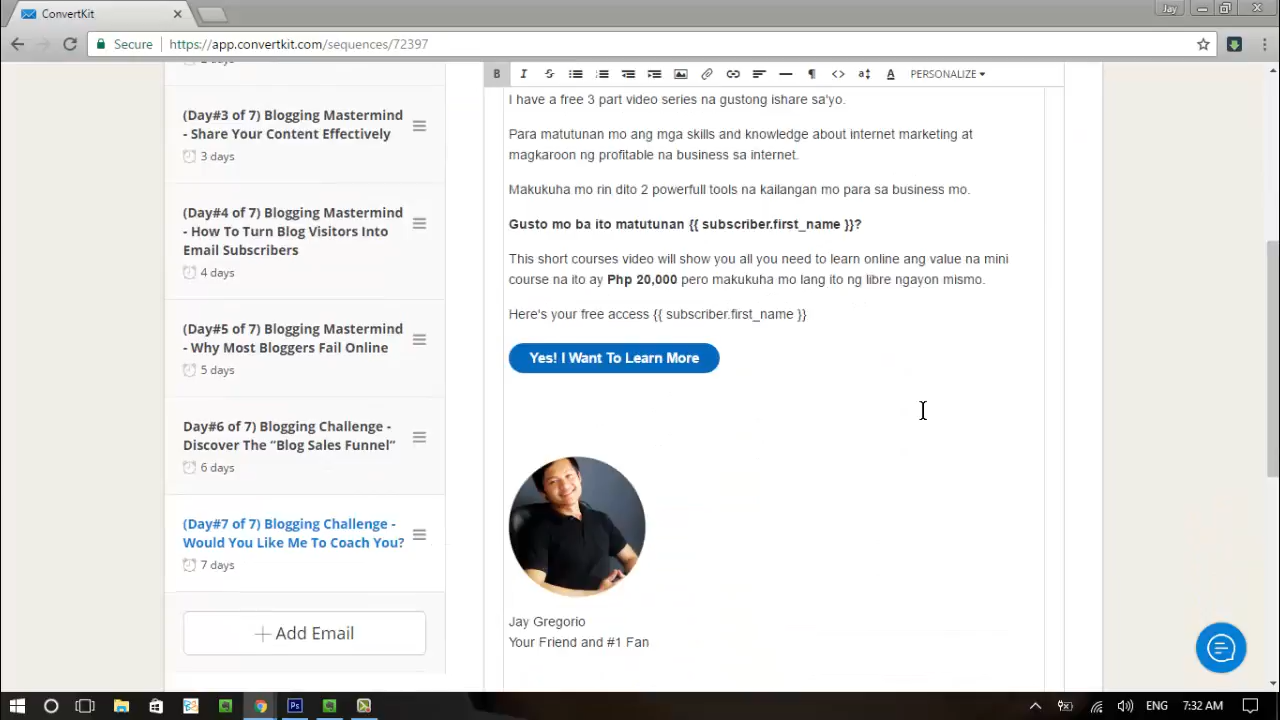 ConvertKit
Jay
Secure
https://app.convertkit.com/sequences/72397
(Day#3 of 7) Blogging Mastermind
- Share Your Content Effectively
3 days
(Day#4 of 7) Blogging Mastermind
- How To Turn Blog Visitors Into
Email Subscribers
4 days
(Day#5 of 7) Blogging Mastermind
- Why Most Bloggers Fail Online
5 days
Day#6 of 7) Blogging Challenge -
Discover The “Blog Sales Funnel”
6 days
(Day#7 of 7) Blogging Challenge -
Would You Like Me To Coach You?
7 days
Add Email
B I S PERSONALIZE
I have a free 3 part video series na gustong ishare sa'yo.
Para matutunan mo ang mga skills and knowledge about internet marketing at
magkaroon ng profitable na business sa internet.
Makukuha mo rin dito 2 powerfull tools na kailangan mo para sa business mo.
Gusto mo ba ito matutunan {{ subscriber.first_name }}?
This short courses video will show you all you need to learn online ang value na mini
course na ito ay Php 20,000 pero makukuha mo lang ito ng libre ngayon mismo.
Here's your free access {{ subscriber.first_name }}
Yes! I Want To Learn More
Jay Gregorio
Your Friend and #1 Fan
ENG
7:32 AM